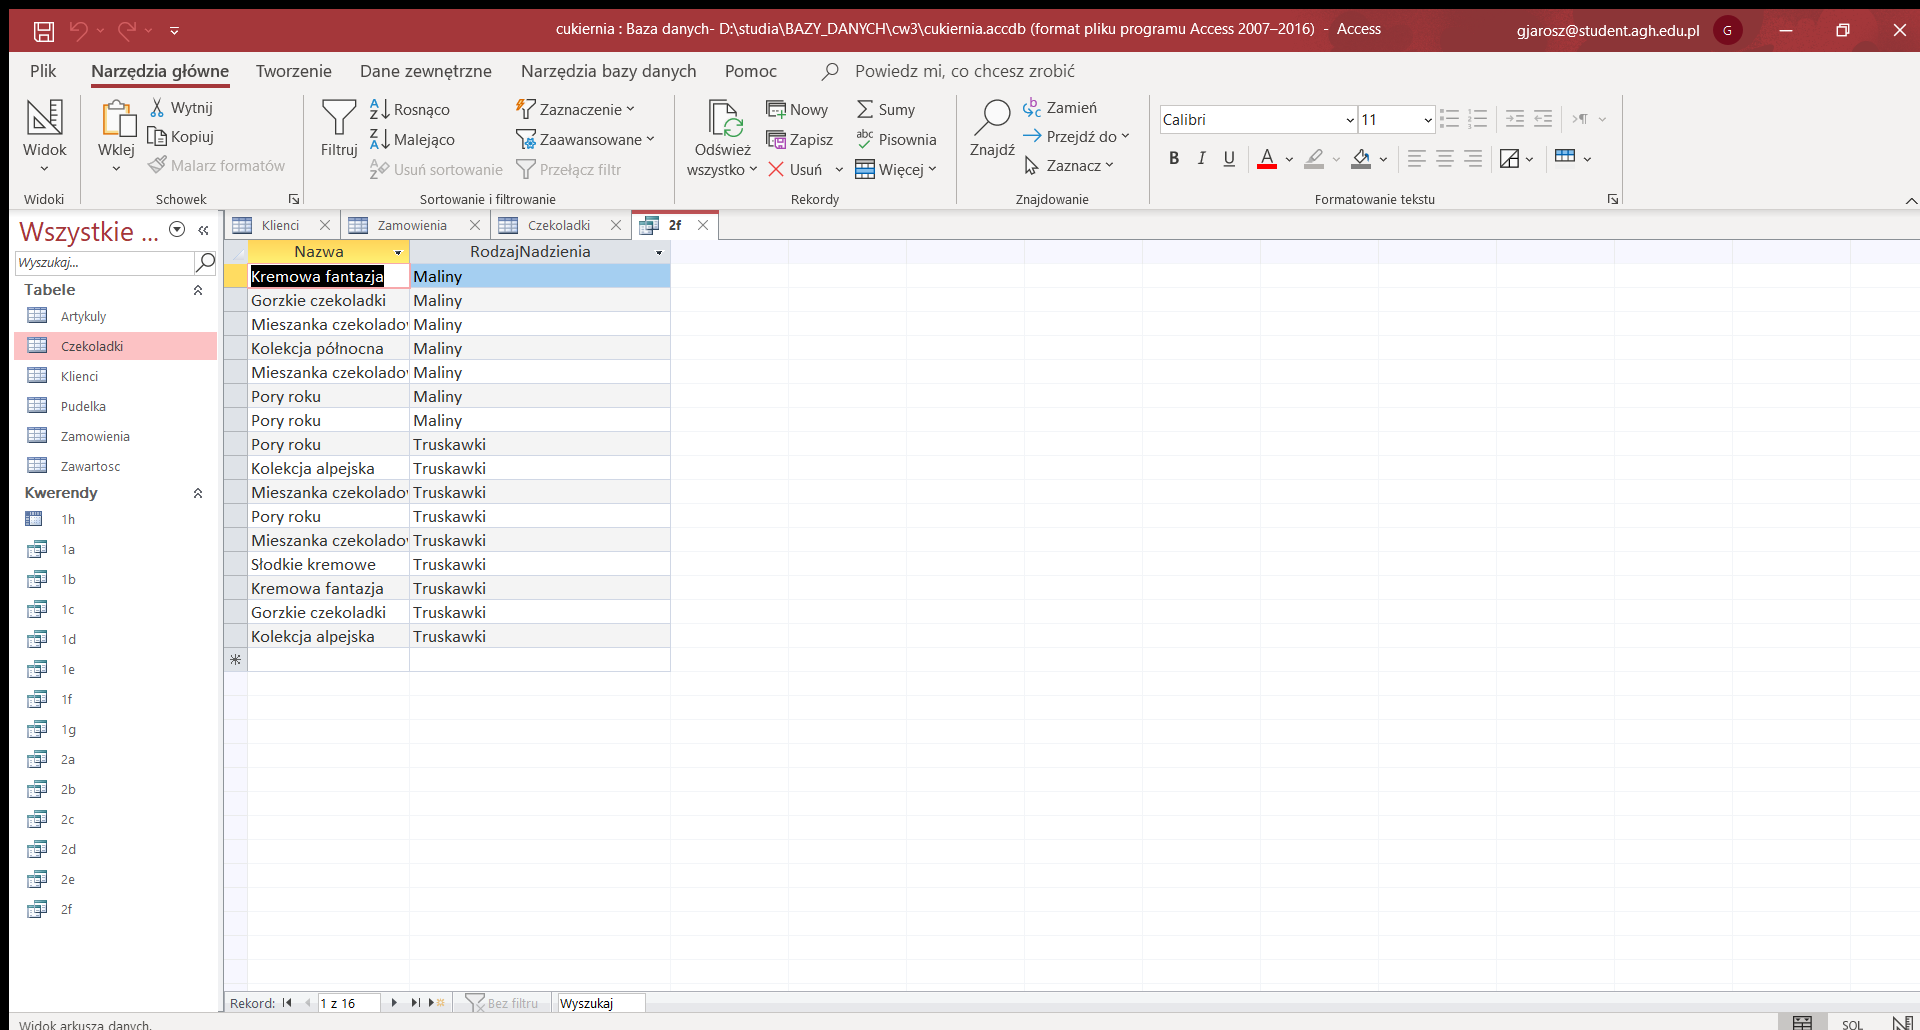 cukiernia : Baza danych- D:\studia\BAZY_DANYCH\cw3\cukiernia.accdb (format pliku programu Access 2007–2016) - Access
gjarosz@student.agh.edu.pl
G
Plik
Narzędzia główne
Tworzenie
Dane zewnętrzne
Narzędzia bazy danych
Pomoc
Powiedz mi, co chcesz zrobić
Widok
Widoki
Wklej
Wytnij
Kopiuj
Malarz formatów
Schowek
Filtruj
Rosnąco
Malejąco
Usuń sortowanie
Zaznaczenie
Zaawansowane
Przełącz filtr
Sortowanie i filtrowanie
Odśwież
wszystko
Nowy
Zapisz
Usuń
Sumy
Pisownia
Więcej
Rekordy
Znajdź
Zamień
Przejdź do
Zaznacz
Znajdowanie
Calibri
11
B I U A
Formatowanie tekstu
Wszystkie ...
Wyszukaj...
Tabele
Artykuly
Czekoladki
Klienci
Pudelka
Zamowienia
Zawartosc
Kwerendy
1h
1a
1b
1c
1d
1e
1f
1g
2a
2b
2c
2d
2e
2f
Klienci
Zamowienia
Czekoladki
2f
Nazwa RodzajNadzienia
Kremowa fantazja Maliny
Gorzkie czekoladki Maliny
Mieszanka czekolado Maliny
Kolekcja północna Maliny
Mieszanka czekolado Maliny
Pory roku Maliny
Pory roku Maliny
Pory roku Truskawki
Kolekcja alpejska Truskawki
Mieszanka czekolado Truskawki
Pory roku Truskawki
Mieszanka czekolado Truskawki
Słodkie kremowe Truskawki
Kremowa fantazja Truskawki
Gorzkie czekoladki Truskawki
Kolekcja alpejska Truskawki
Rekord: 1 z 16 Bez filtru Wyszukaj
Widok arkusza danych.
SQL